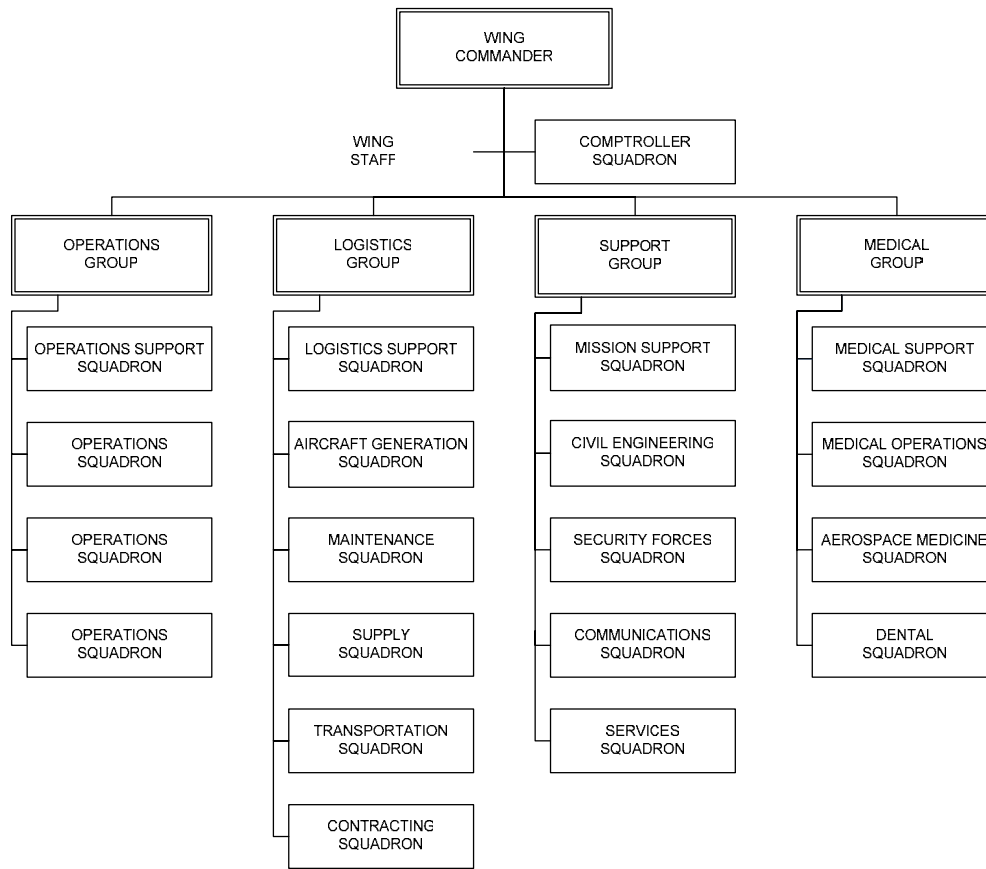 WING
COMMANDER
WING
STAFF
COMPTROLLER
SQUADRON
OPERATIONS
GROUP
LOGISTICS
GROUP
SUPPORT
GROUP
MEDICAL
GROUP
OPERATIONS SUPPORT
SQUADRON
LOGISTICS SUPPORT
SQUADRON
MISSION SUPPORT
SQUADRON
MEDICAL SUPPORT
SQUADRON
OPERATIONS
SQUADRON
AIRCRAFT GENERATION
SQUADRON
CIVIL ENGINEERING
SQUADRON
MEDICAL OPERATIONS
SQUADRON
OPERATIONS
SQUADRON
MAINTENANCE
SQUADRON
SECURITY FORCES
SQUADRON
AEROSPACE MEDICINE
SQUADRON
OPERATIONS
SQUADRON
SUPPLY
SQUADRON
COMMUNICATIONS
SQUADRON
DENTAL
SQUADRON
TRANSPORTATION
SQUADRON
SERVICES
SQUADRON
CONTRACTING
SQUADRON